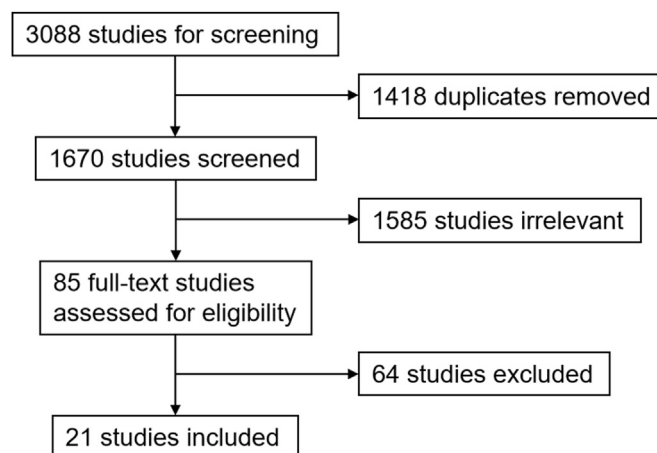 3088 studies for screening
1418 duplicates removed
1670 studies screened
1585 studies irrelevant
85 full-text studies
assessed for eligibility
64 studies excluded
21 studies included